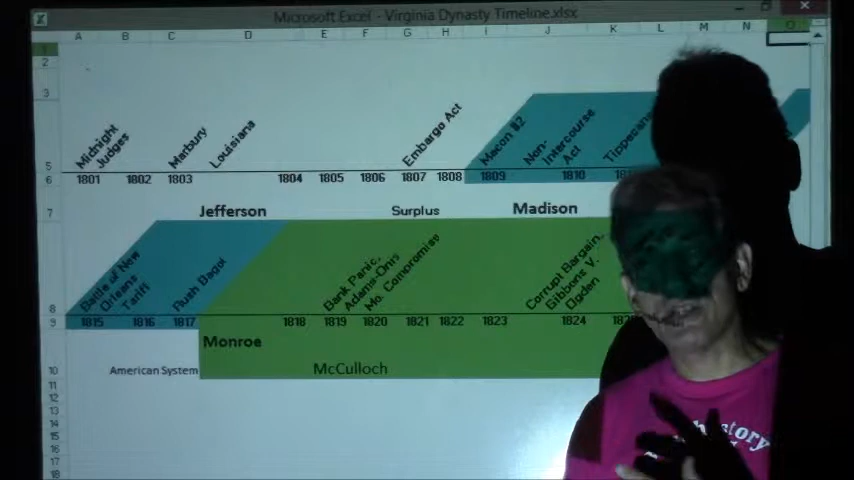 Microsoft Excel - Virginia Dynasty Timeline.xlsx
A B C D E F G H I J K L M N O
1
2
3
Midnight
Judges
Marbury
Louisiana
Embargo Act
Macon #2
Non-
Intercourse
Act
5
6
1801 1802 1803 1804 1805 1806 1807 1808 1809 1810
7
Jefferson Surplus Madison
Battle of New
Orleans
Tariff
Rush Bagot
Bank Panic,
Adams-Onis
Mo. Compromise
Corrupt Bargain,
Gibbons V.
Ogden
8
9
1815 1816 1817 1818 1819 1820 1821 1822 1823 1824
Monroe
10
American System McCulloch
11
12
13
14
15
16
17
18